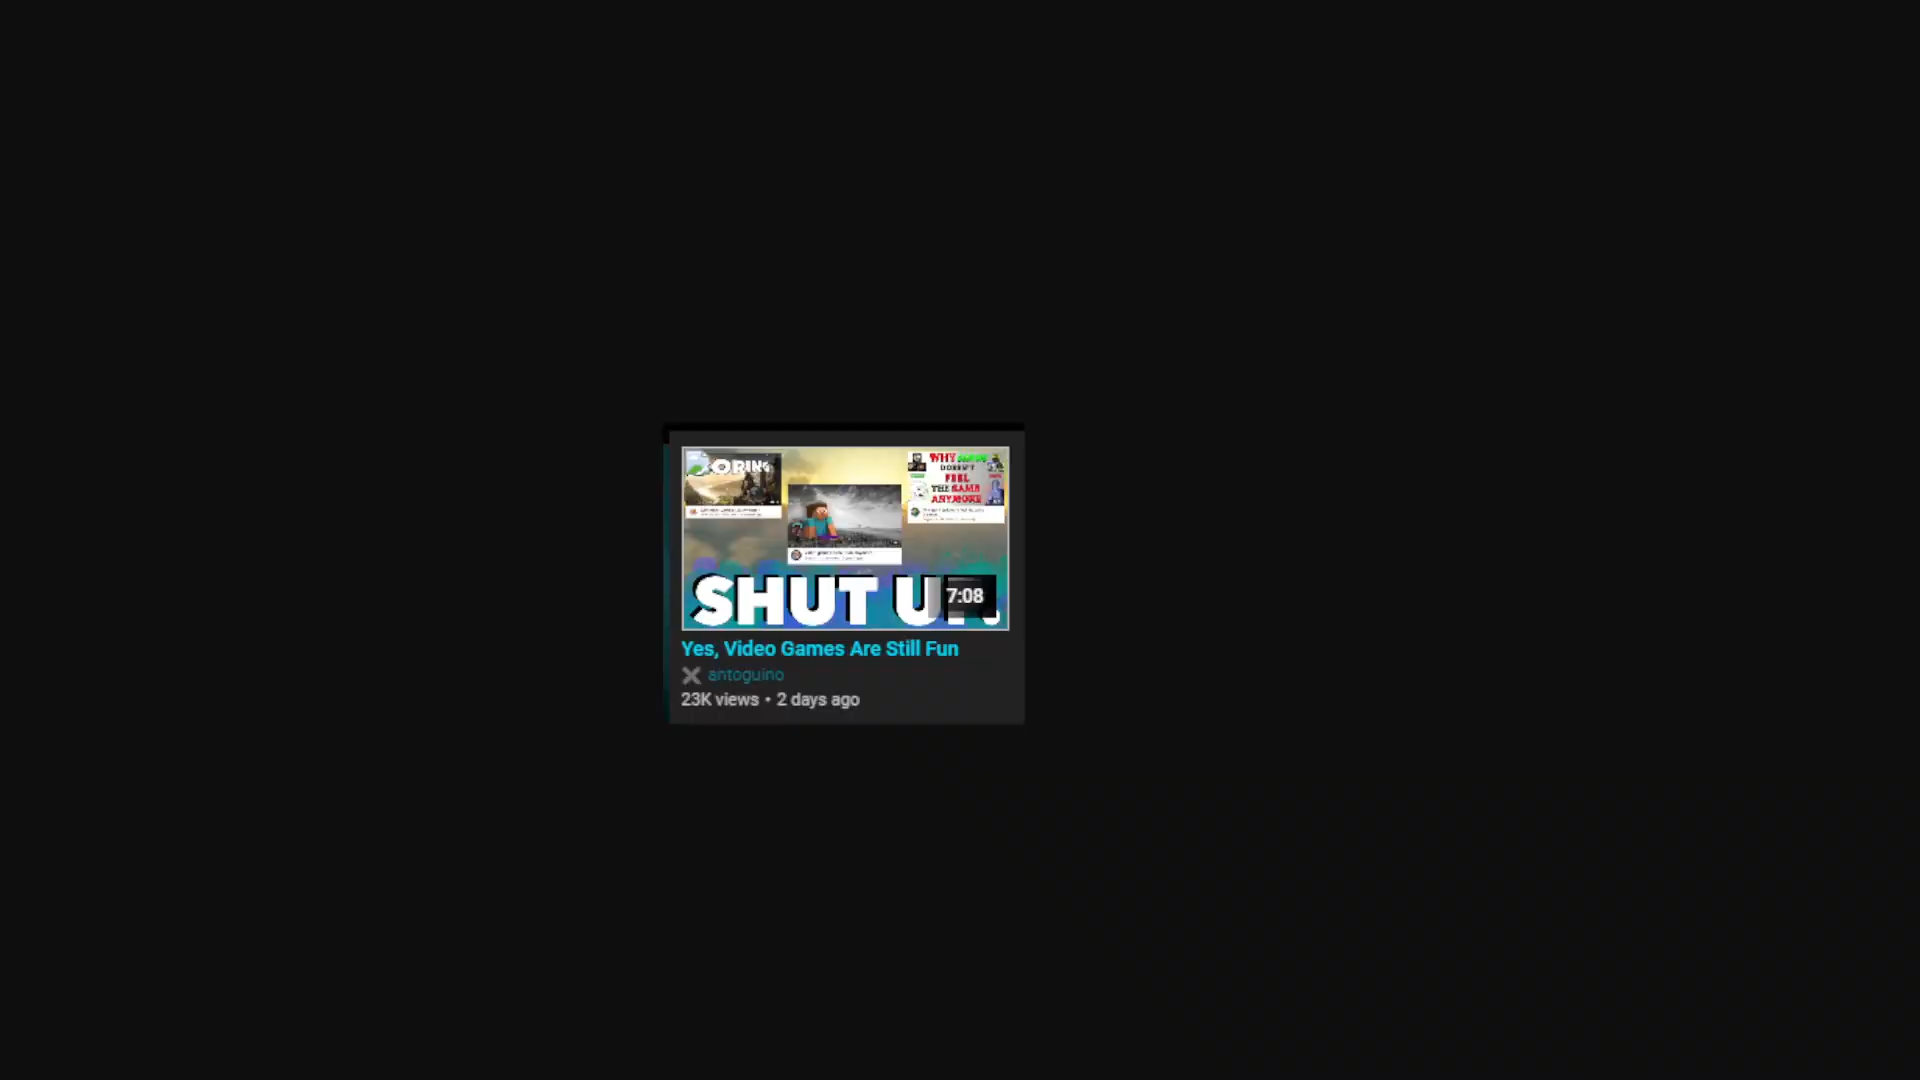 ORING
WHY
DOESN'T
FEEL
THE SAME
ANYMORE
SHUT U
7:08
Yes, Video Games Are Still Fun
antoguino
23K views • 2 days ago